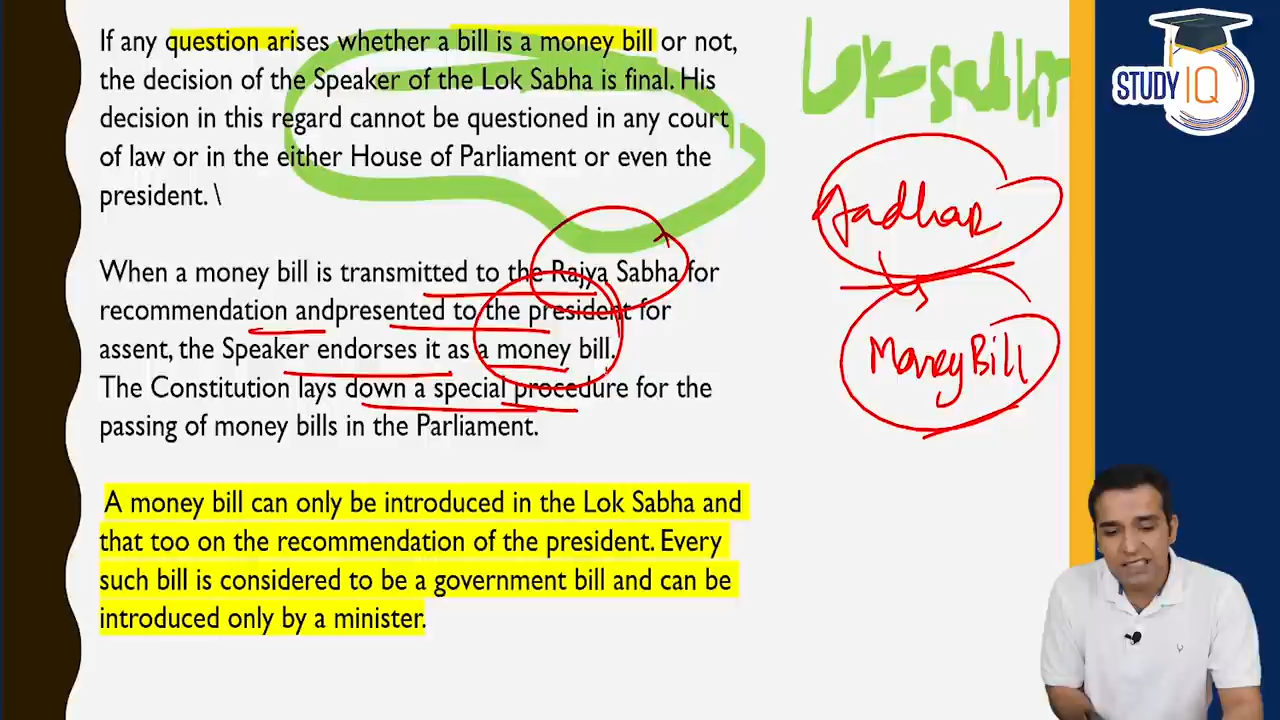 If any question arises whether a bill is a money bill or not,
the decision of the Speaker of the Lok Sabha is final. His
decision in this regard cannot be questioned in any court
of law or in the either House of Parliament or even the
president. \
When a money bill is transmitted to the Rajya Sabha for
recommendation andpresented to the president for
assent, the Speaker endorses it as a money bill.
The Constitution lays down a special procedure for the
passing of money bills in the Parliament.
A money bill can only be introduced in the Lok Sabha and
that too on the recommendation of the president. Every
such bill is considered to be a government bill and can be
introduced only by a minister.
Lok-sabha
Aadhar
Money Bill
STUDY IQ